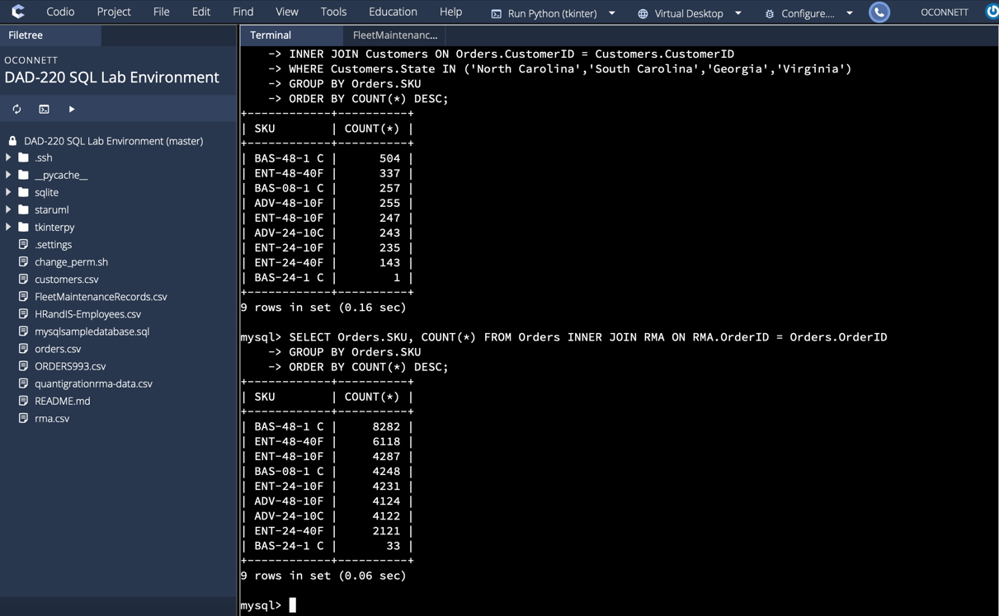 Codio Project File Edit Find View Tools Education Help Run Python (tkinter) Virtual Desktop Configure.... OCONNETT
Filetree
OCONNETT
DAD-220 SQL Lab Environment
DAD-220 SQL Lab Environment (master)
.ssh
__pycache__
sqlite
staruml
tkinterpy
.settings
change_perm.sh
customers.csv
FleetMaintenanceRecords.csv
HRandIS-Employees.csv
mysqlsampledatabase.sql
orders.csv
ORDERS993.csv
quantigrationrma-data.csv
README.md
rma.csv
Terminal FleetMaintenanc...
-> INNER JOIN Customers ON Orders.CustomerID = Customers.CustomerID
-> WHERE Customers.State IN ('North Carolina','South Carolina','Georgia','Virginia')
-> GROUP BY Orders.SKU
-> ORDER BY COUNT(*) DESC;
+-------------+----------+
| SKU | COUNT(*) |
+-------------+----------+
| BAS-48-1 C | 504 |
| ENT-48-40F | 337 |
| BAS-08-1 C | 257 |
| ADV-48-10F | 255 |
| ENT-48-10F | 247 |
| ADV-24-10C | 243 |
| ENT-24-10F | 235 |
| ENT-24-40F | 143 |
| BAS-24-1 C | 1 |
+-------------+----------+
9 rows in set (0.16 sec)
mysql> SELECT Orders.SKU, COUNT(*) FROM Orders INNER JOIN RMA ON RMA.OrderID = Orders.OrderID
-> GROUP BY Orders.SKU
-> ORDER BY COUNT(*) DESC;
+-------------+----------+
| SKU | COUNT(*) |
+-------------+----------+
| BAS-48-1 C | 8282 |
| ENT-48-40F | 6118 |
| ENT-48-10F | 4287 |
| BAS-08-1 C | 4248 |
| ENT-24-10F | 4231 |
| ADV-48-10F | 4124 |
| ADV-24-10C | 4122 |
| ENT-24-40F | 2121 |
| BAS-24-1 C | 33 |
+-------------+----------+
9 rows in set (0.06 sec)
mysql>